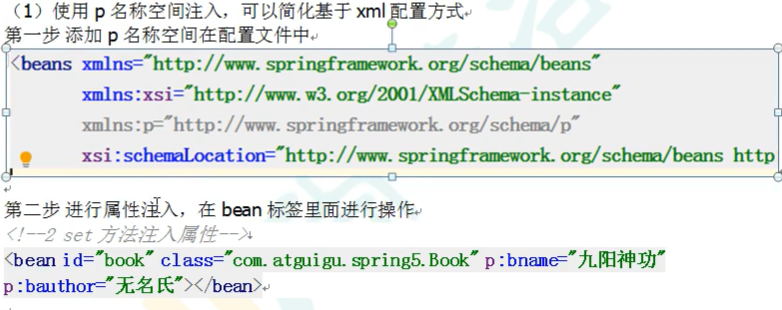 （1）使用 p 名称空间注入，可以简化基于 xml 配置方式
第一步 添加 p 名称空间在配置文件中
<beans xmlns="http://www.springframework.org/schema/beans"
xmlns:xsi="http://www.w3.org/2001/XMLSchema-instance"
xmlns:p="http://www.springframework.org/schema/p"
xsi:schemaLocation="http://www.springframework.org/schema/beans http
第二步 进行属性注入，在 bean 标签里面进行操作
<!--2 set 方法注入属性-->
<bean id="book" class="com.atguigu.spring5.Book" p:bname="九阳神功"
p:bauthor="无名氏"></bean>